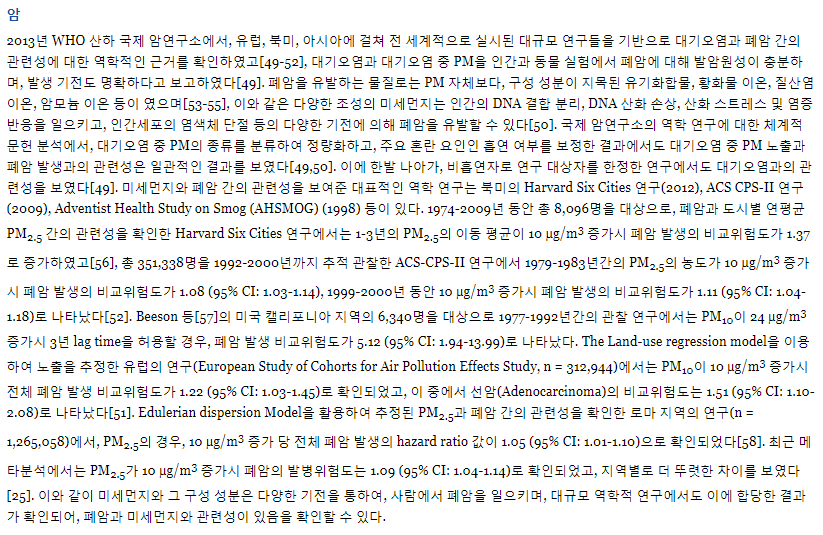 암
2013년 WHO 산하 국제 암연구소에서, 유럽, 북미, 아시아에 걸쳐 전 세계적으로 실시된 대규모 연구들을 기반으로 대기오염과 폐암 간의
관련성에 대한 역학적인 근거를 확인하였고[49-52], 대기오염과 대기오염 중 PM을 인간과 동물 실험에서 폐암에 대해 발암원성이 충분하
며, 발생 기전도 명확하다고 보고하였다[49]. 폐암을 유발하는 물질로는 PM 자체보다, 구성 성분이 지목된 유기화합물, 황화물 이온, 질산염
이온, 암모늄 이온 등이 였으며[53-55], 이와 같은 다양한 조성의 미세먼지는 인간의 DNA 결합 분리, DNA 산화 손상, 산화 스트레스 및 염증
반응을 일으키고, 인간세포의 염색체 단절 등의 다양한 기전에 의해 폐암을 유발할 수 있다[50]. 국제 암연구소의 역학 연구에 대한 체계적
문헌 분석에서, 대기오염 중 PM의 종류를 분류하여 정량화하고, 주요 혼란 요인인 흡연 여부를 보정한 결과에서도 대기오염 중 PM 노출과
폐암 발생과의 관련성은 일관적인 결과를 보였다[49,50]. 이에 한발 나아가, 비흡연자로 연구 대상자를 한정한 연구에서도 대기오염과의 관
련성을 보였다[49]. 미세먼지와 폐암 간의 관련성을 보여준 대표적인 역학 연구는 북미의 Harvard Six Cities 연구(2012), ACS CPS-II 연구
(2009), Adventist Health Study on Smog (AHSMOG) (1998) 등이 있다. 1974-2009년 동안 총 8,096명을 대상으로, 폐암과 도시별 연평균
PM2.5 간의 관련성을 확인한 Harvard Six Cities 연구에서는 1-3년의 PM2.5의 이동 평균이 10 μg/m3 증가시 폐암 발생의 비교위험도가 1.37
로 증가하였고[56], 총 351,338명을 1992-2000년까지 추적 관찰한 ACS-CPS-II 연구에서 1979-1983년간의 PM2.5의 농도가 10 μg/m3 증가
시 폐암 발생의 비교위험도가 1.08 (95% CI: 1.03-1.14), 1999-2000년 동안 10 μg/m3 증가시 폐암 발생의 비교위험도가 1.11 (95% CI: 1.04-
1.18)로 나타났다[52]. Beeson 등[57]의 미국 캘리포니아 지역의 6,340명을 대상으로 1977-1992년간의 관찰 연구에서는 PM10이 24 μg/m3
증가시 3년 lag time을 허용할 경우, 폐암 발생 비교위험도가 5.12 (95% CI: 1.94-13.99)로 나타났다. The Land-use regression model을 이용
하여 노출을 추정한 유럽의 연구(European Study of Cohorts for Air Pollution Effects Study, n = 312,944)에서는 PM10이 10 μg/m3 증가시
전체 폐암 발생 비교위험도가 1.22 (95% CI: 1.03-1.45)로 확인되었고, 이 중에서 선암(Adenocarcinoma)의 비교위험도는 1.51 (95% CI: 1.10-
2.08)로 나타났다[51]. Edulerian dispersion Model을 활용하여 추정된 PM2.5과 폐암 간의 관련성을 확인한 로마 지역의 연구(n =
1,265,058)에서, PM2.5의 경우, 10 μg/m3 증가 당 전체 폐암 발생의 hazard ratio 값이 1.05 (95% CI: 1.01-1.10)으로 확인되었다[58]. 최근 메
타분석에서는 PM2.5가 10 μg/m3 증가시 폐암의 발병위험도는 1.09 (95% CI: 1.04-1.14)로 확인되었고, 지역별로 더 뚜렷한 차이를 보였다
[25]. 이와 같이 미세먼지와 그 구성 성분은 다양한 기전을 통하여, 사람에서 폐암을 일으키며, 대규모 역학적 연구에서도 이에 합당한 결과
가 확인되어, 폐암과 미세먼지와 관련성이 있음을 확인할 수 있다.